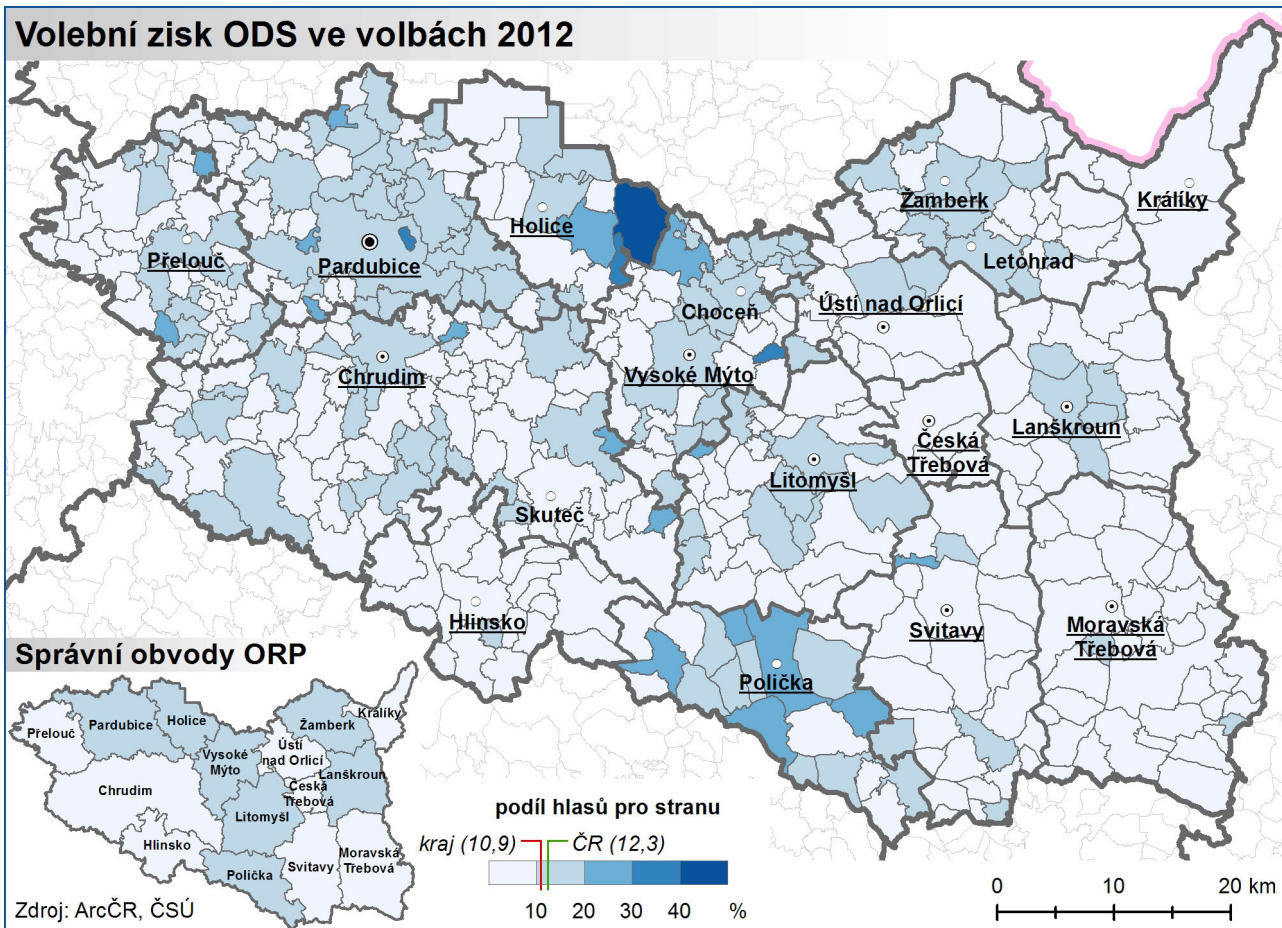 Volební zisk ODS ve volbách 2012
Žamberk
Králíky
Holice
Letohrad
Přelouč
Pardubice
Choceň
Ústí nad Orlicí
Chrudim
Vysoké Mýto
Lanškroun
Česká
Třebová
Litomyšl
Skuteč
Hlinsko
Svitavy
Moravská
Třebová
Polička
Správní obvody ORP
Přelouč
Pardubice
Holice
Žamberk
Králíky
Vysoké
Mýto
Ústí
nad Orlicí
Lanškroun
Česká
Třebová
Chrudim
Litomyšl
Hlinsko
Svitavy
Moravská
Třebová
Polička
podíl hlasů pro stranu
kraj (10,9) ČR (12,3)
10 20 30 40 %
0 10 20 km
Zdroj: ArcČR, ČSÚ